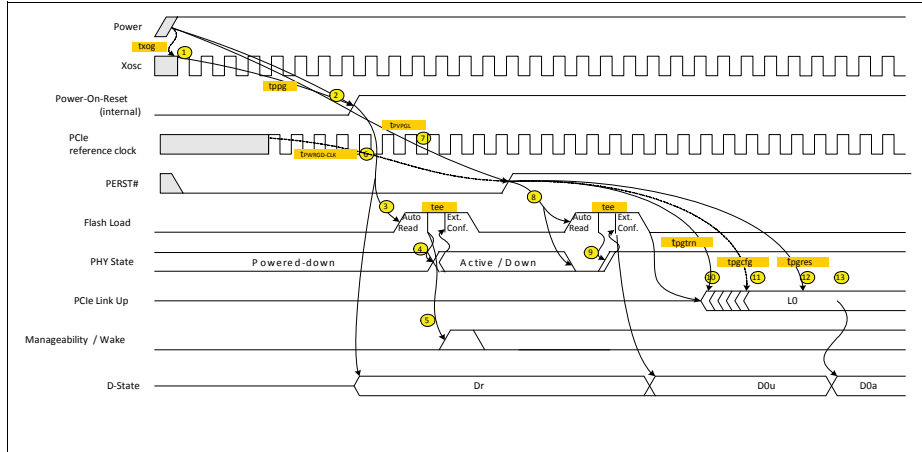 Power
txog
1
Xosc
tppg
2
Power-On-Reset
(internal)
tPVPGL
7
PCIe
reference clock
tPWRGD-CLK
6
PERST#
3
8
tee
tee
Flash Load
Auto
Read
Ext.
Conf.
Auto
Read
Ext.
Conf.
4
9
tpgtrn
PHY State
Powered-down
Active / Down
tpgcfg
tpgres
10
11
12
13
PCIe Link Up
L0
5
Manageability / Wake
D-State
Dr
D0u
D0a